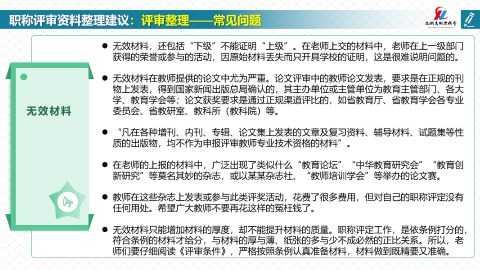 职称评审资料整理建议：评审整理——常见问题
无效材料
无效材料，还包括“下级”不能证明“上级”。在老师上交的材料中，老师在上一级部门
获得的荣誉或参与的活动，因原始材料丢失而只开具学校的证明，这是很难说明问题的。
无效材料在教师提供的论文中尤为严重。论文评审中的教师论文发表，要求是在正规的刊
物上发表，得到国家新闻出版总局确认的，其主办单位或主管单位为教育主管部门、各大
学、教育学会等；论文获奖要求是通过正规渠道评比的，如省教育厅、省教育学会各专业
委员会、省教研室、教科所（教科院）等。
“凡在各种增刊、内刊、专辑、论文集上发表的文章及复习资料、辅导材料、试题集等性
质的出版物，均不作为申报评审教师专业技术资格的材料”。
在老师的上报的材料中，广泛出现了类似什么“教育论坛”“中华教育研究会”“教育创
新研究”等莫名其妙的杂志，或以某某杂志社、“教师培训学会”等举办的论文赛。
教师在这些杂志上发表或参与此类评奖活动，花费了很多费用，但对自己的职称评定没有
任何用处。希望广大教师不要再花这样的冤枉钱了。
无效材料只能增加材料的厚度，却不能提升材料的质量。职称评定工作，是依条例打分的，
符合条例的材料才给分，与材料的厚与薄、纸张的多与少不成必然的正比关系。所以，老
师们要仔细阅读《评审条件》，严格按照条例认真准备材料，材料做到既精要又准确。